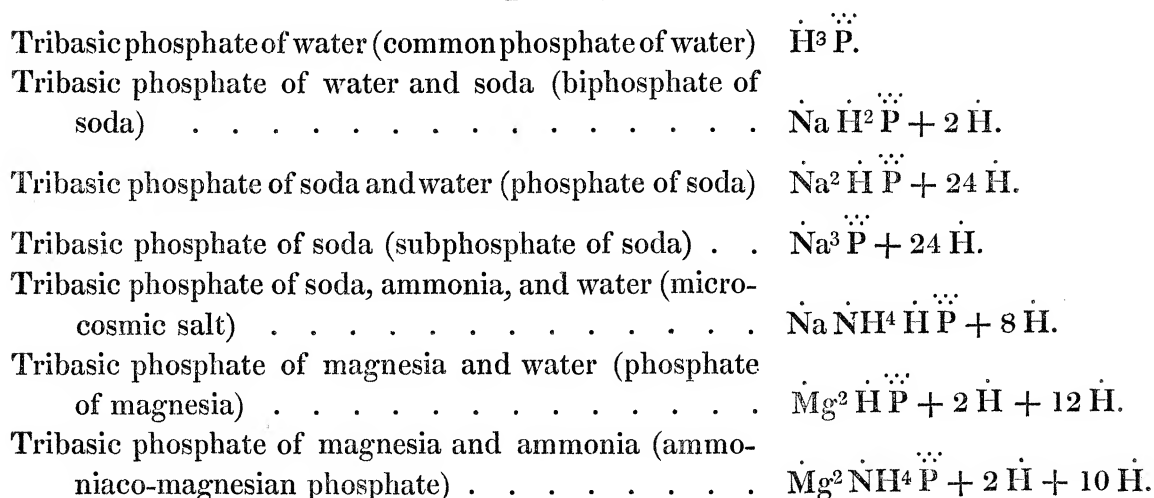 Tribasic phosphate of water (common phosphate of water) Ḣ³ P⃛̈.
Tribasic phosphate of water and soda (biphosphate of
soda) . . . . . . . . . . . . . . . Ṅa Ḣ² P⃛̈ + 2 Ḣ.
Tribasic phosphate of soda and water (phosphate of soda) Ṅa² Ḣ P⃛̈ + 24 Ḣ.
Tribasic phosphate of soda (subphosphate of soda) . . Ṅa³ P⃛̈ + 24 Ḣ.
Tribasic phosphate of soda, ammonia, and water (micro-
cosmic salt) . . . . . . . . . . . . . Ṅa ṄH⁴ Ḣ P⃛̈ + 8 Ḣ.
Tribasic phosphate of magnesia and water (phosphate
of magnesia) . . . . . . . . . . . . . Ṁg² Ḣ P⃛̈ + 2 Ḣ + 12 Ḣ.
Tribasic phosphate of magnesia and ammonia (ammo-
niaco-magnesian phosphate) . . . . . . . Ṁg² ṄH⁴ P⃛̈ + 2 Ḣ + 10 Ḣ.